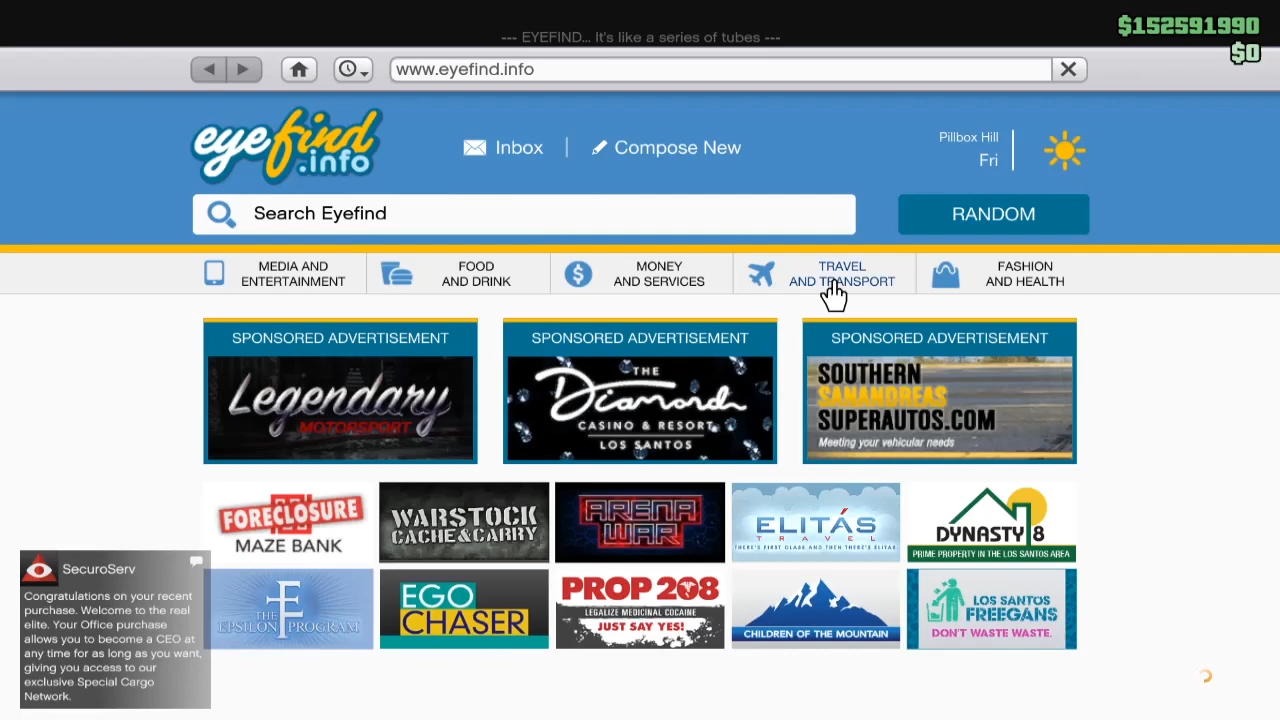 --- EYEFIND... It's like a series of tubes ---
$152591990
$0
www.eyefind.info
eyefind
.info
Inbox
Compose New
Pillbox Hill
Fri
Search Eyefind
RANDOM
MEDIA AND
ENTERTAINMENT
FOOD
AND DRINK
MONEY
AND SERVICES
TRAVEL
AND TRANSPORT
FASHION
AND HEALTH
SPONSORED ADVERTISEMENT
Legendary
MOTORSPORT
SPONSORED ADVERTISEMENT
THE
Diamond
CASINO & RESORT
LOS SANTOS
SPONSORED ADVERTISEMENT
SOUTHERN
SANANDREAS
SUPERAUTOS.COM
Meeting your vehicular needs
FORECLOSURE
MAZE BANK
WARSTOCK
CACHE & CARRY
ARENA
WAR
ELITÁS
TRAVEL
THERE'S FIRST CLASS AND THEN THERE'S ELITAS
DYNASTY 8
PRIME PROPERTY IN THE LOS SANTOS AREA
THE
EPSILON PROGRAM
EGO
CHASER
PROP 208
LEGALIZE MEDICINAL COCAINE
JUST SAY YES!
CHILDREN OF THE MOUNTAIN
LOS SANTOS
FREEGANS
DON'T WASTE WASTE.
SecuroServ
Congratulations on your recent
purchase. Welcome to the real
elite. Your Office purchase
allows you to become a CEO at
any time for as long as you want,
giving you access to our
exclusive Special Cargo
Network.